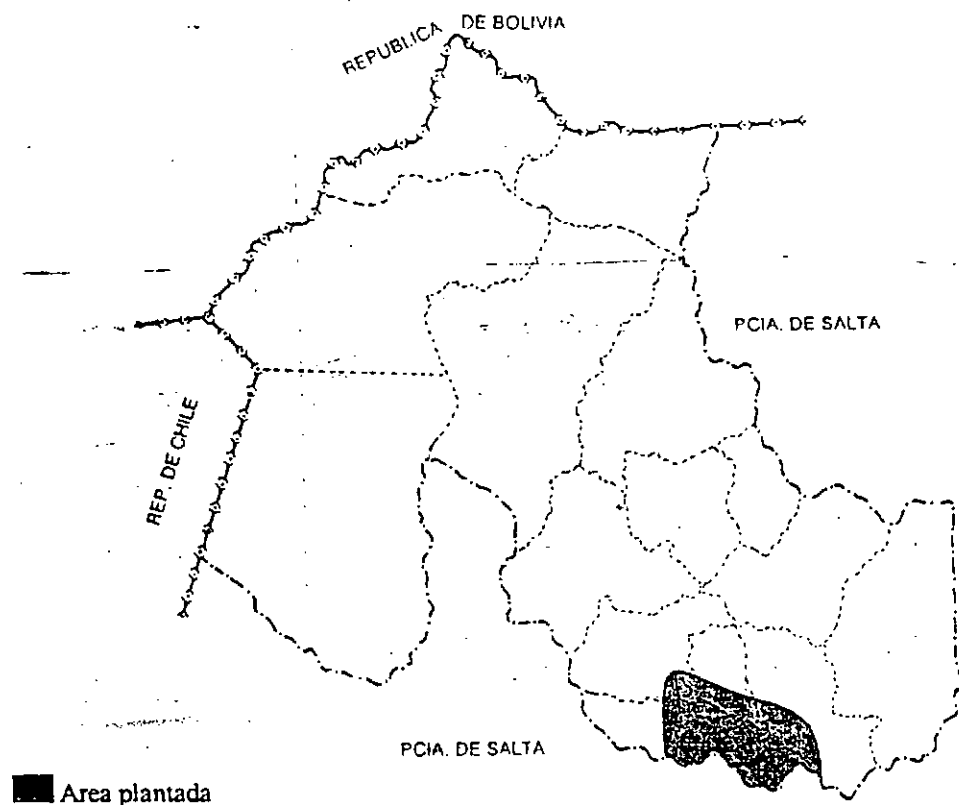 REPUBLICA DE BOLIVIA
PCIA. DE SALTA
REP. DE CHILE
PCIA. DE SALTA
Area plantada